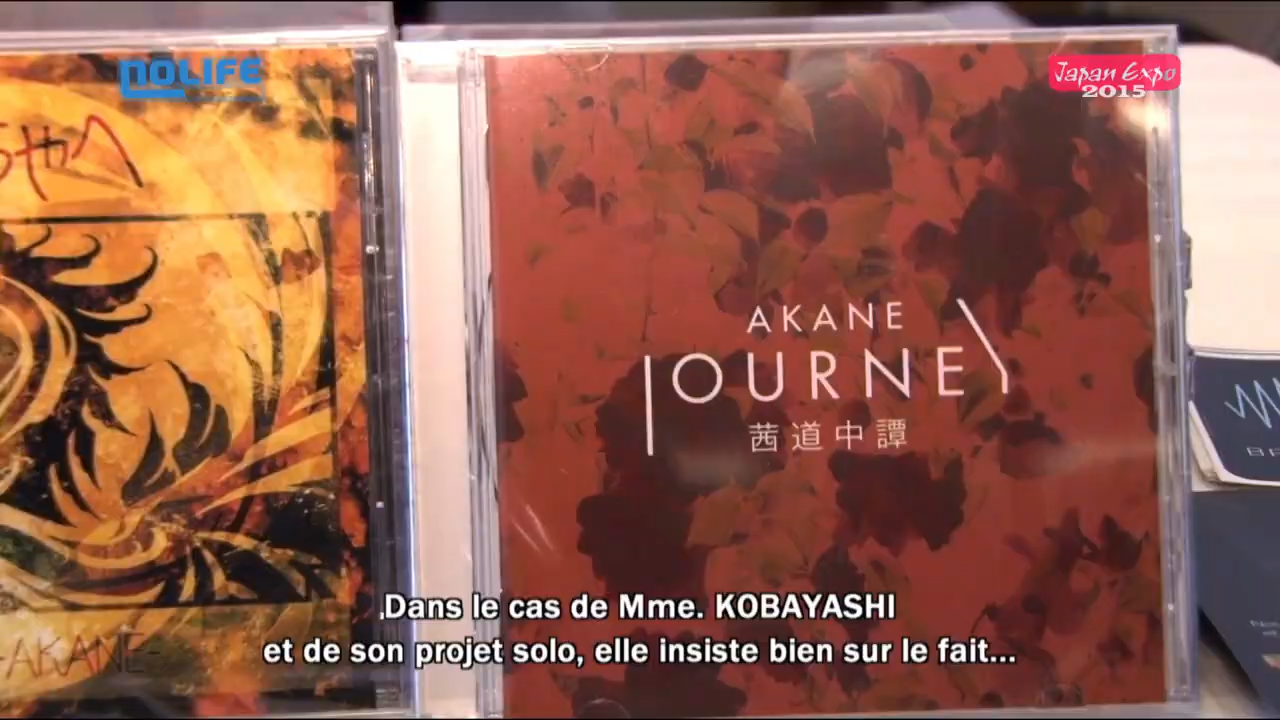 NOLIFE
Japan Expo
2015
AKANE
JOURNEY
茜道中譚
-AKANE-
Dans le cas de Mme. KOBAYASHI
et de son projet solo, elle insiste bien sur le fait...